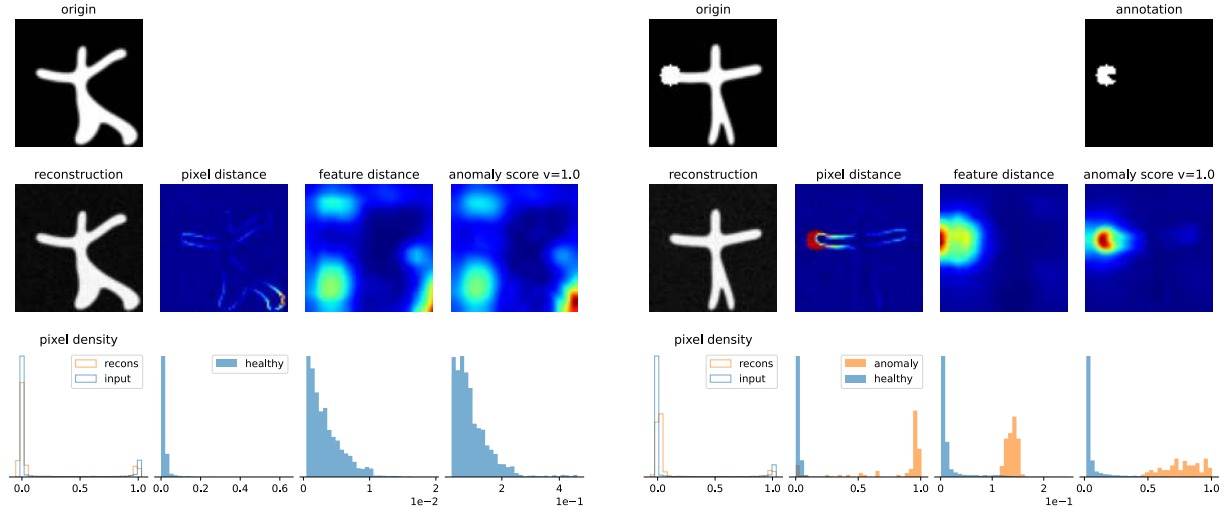 origin
origin
annotation
reconstruction
pixel distance
feature distance
anomaly score v=1.0
reconstruction
pixel distance
feature distance
anomaly score v=1.0
pixel density
recons
input
healthy
0.0 0.5 1.0
0.0 0.2 0.4 0.6
0 1 2
1e−2
2 4
1e−1
pixel density
recons
input
anomaly
healthy
0.0 0.5 1.0
0.0 0.5 1.0
0 1 2
1e−1
0.0 0.5 1.0